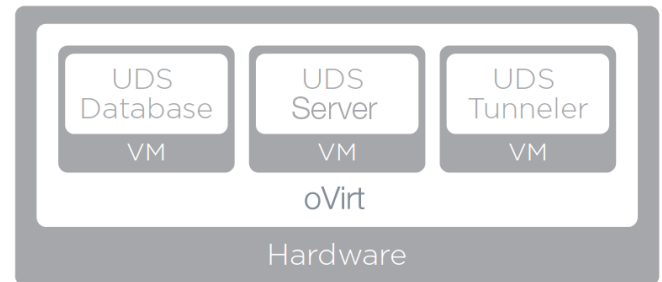 UDS
Database
VM
UDS
Server
VM
UDS
Tunneler
VM
oVirt
Hardware